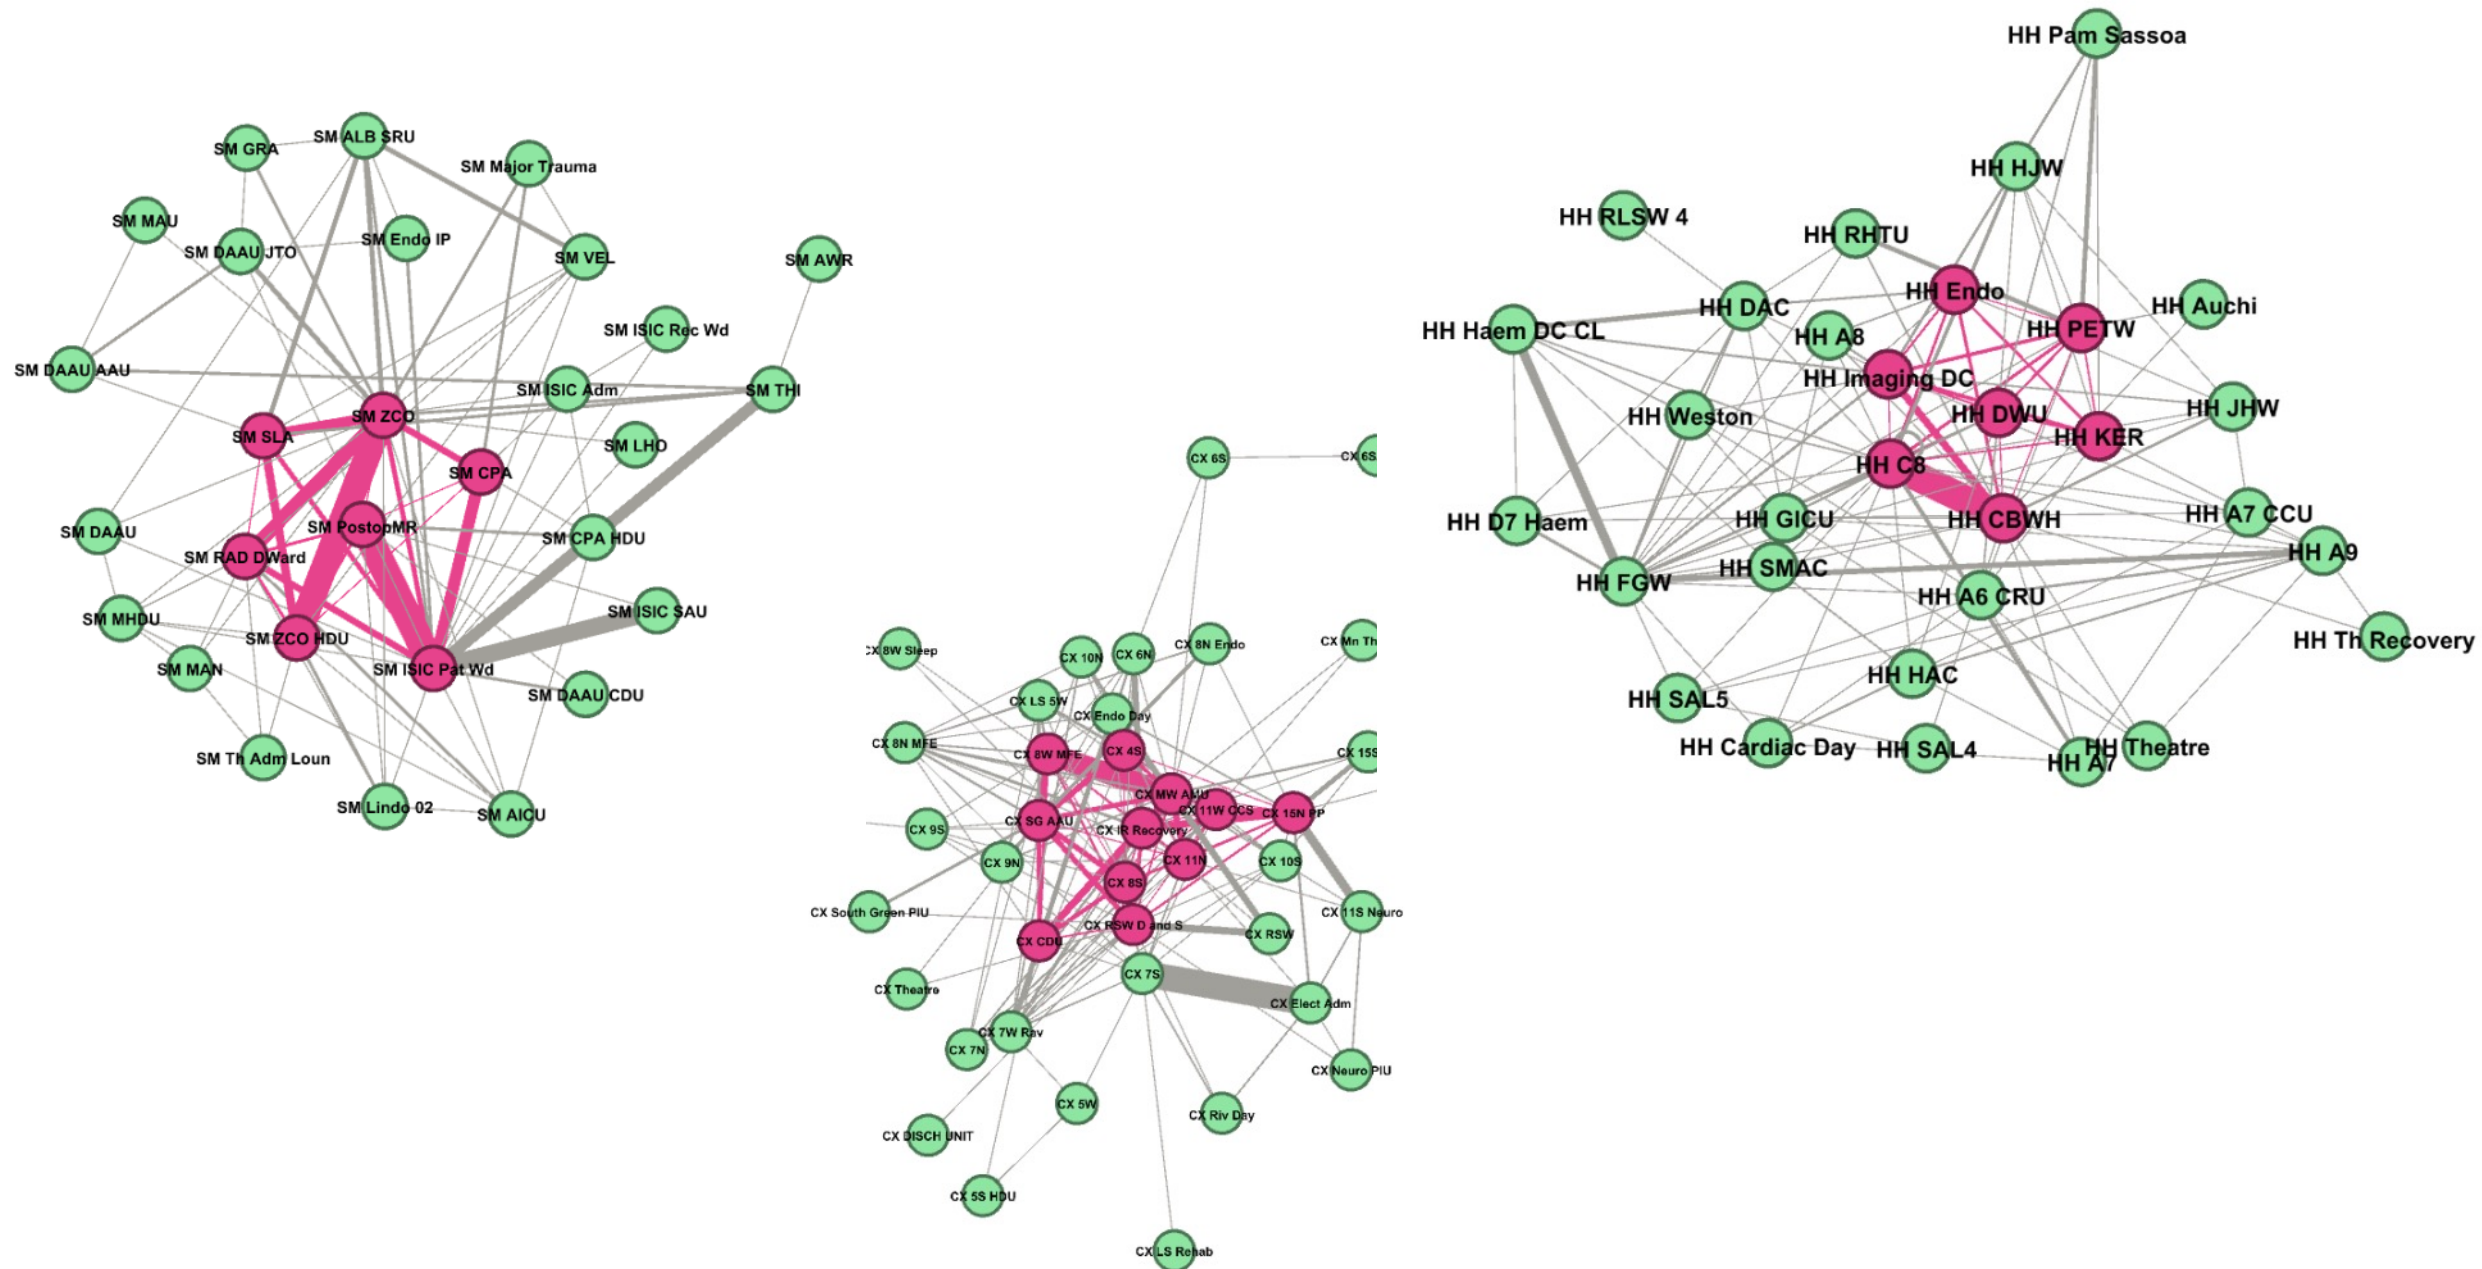 SM ALB SRU
SM GRA
SM Major Trauma
SM MAU
SM DAAU JTO
SM Endo IP
SM VEL
SM AWR
SM ISIC Rec Wd
SM DAAU AAU
SM ISIC Adm
SM THI
SM ZCO
SM SLA
SM LHO
SM CPA
SM PostopMR
SM DAAU
SM CPA HDU
SM RAD DWard
SM MHDU
SM ISIC SAU
SM ZCO HDU
SM MAN
SM ISIC Pat Wd
SM DAAU CDU
SM Th Adm Loun
SM Lindo 02
SM AICU
CX 6S
CX 6S
CX 8W Sleep
CX 10N
CX 6N
CX 8N Endo
CX Mn Th
CX LS 5W
CX Endo Day
CX 8N MFE
CX 8W MFE
CX 4S
CX 15S
CX MW AMU
CX 11W CCS
CX 15N PP
CX SG AAU
CX IR Recovery
CX 9S
CX 9N
CX 11N
CX 10S
CX 8S
CX South Green PIU
CX 11S Neuro
CX RSW D and S
CX RSW
CX CDU
CX 7S
CX Theatre
CX Elect Adm
CX 7W Rav
CX 7N
CX Neuro PIU
CX 5W
CX Riv Day
CX DISCH UNIT
CX 5S HDU
CX LS Rehab
HH Pam Sassoa
HH HJW
HH RLSW 4
HH RHTU
HH Endo
HH DAC
HH Auchi
HH Haem DC CL
HH A8
HH PETW
HH Imaging DC
HH Weston
HH DWU
HH JHW
HH KER
HH C8
HH D7 Haem
HH GICU
HH CBWH
HH A7 CCU
HH A9
HH SMAC
HH FGW
HH A6 CRU
HH Th Recovery
HH HAC
HH SAL5
HH Cardiac Day
HH SAL4
HH A7
HH Theatre